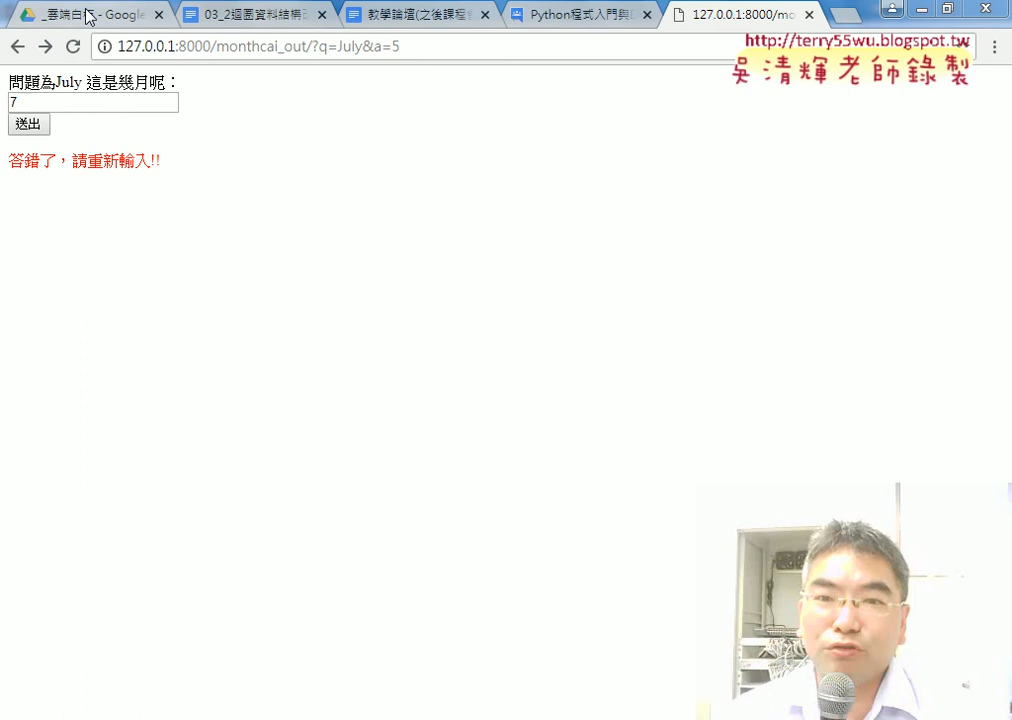 _雲端白板 - Google
03_2迴圈資料結構
教學論壇(之後課程
Python程式入門與
127.0.0.1:8000/mo
127.0.0.1:8000/monthcai_out/?q=July&a=5
http://terry55wu.blogspot.tw
吳清輝老師錄製
問題為July 這是幾月呢：
7
送出
答錯了，請重新輸入!!